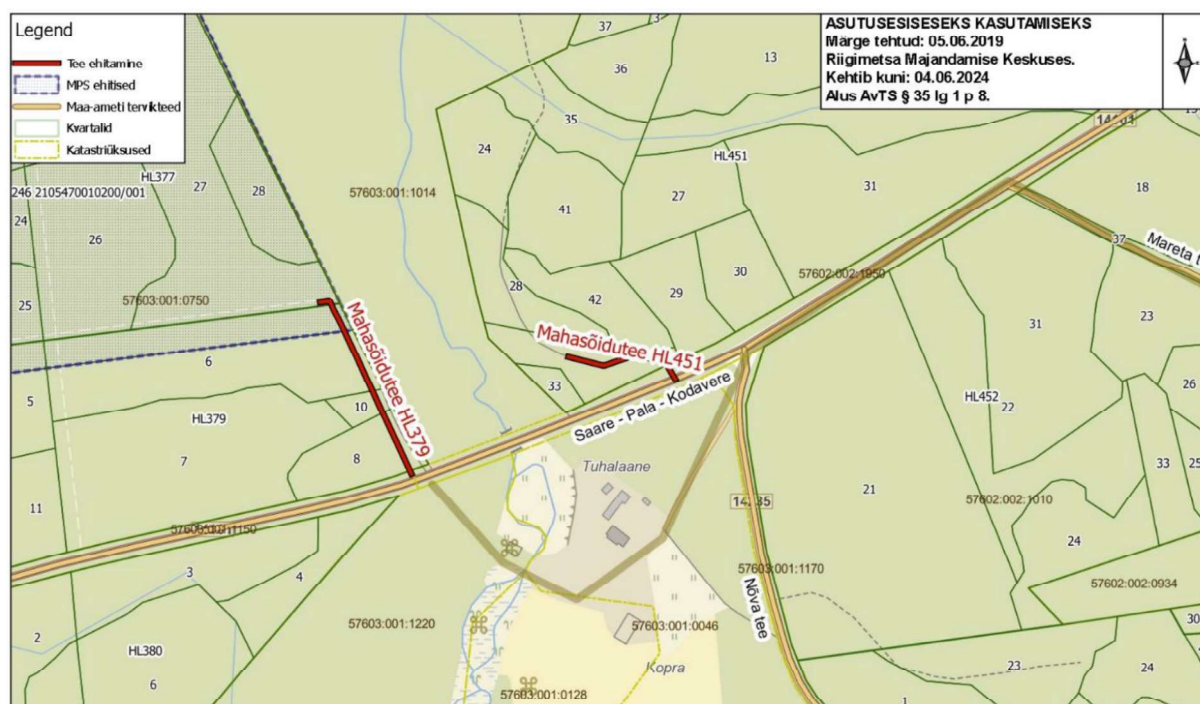 Legend
Tee ehitamine
MPS ehitised
Maa-ameti tervikteed
Kvartalid
Katastriüksused
ASUTUSESISESEKS KASUTAMISEKS
Märge tehtud: 05.06.2019
Riigimetsa Majandamise Keskuses.
Kehtib kuni: 04.06.2024
Alus AvTS § 35 lg 1 p 8.
37
3
36
13
35
24
HL451
31
18
HL377
27
28
246 2105470010200/001
57603:001:1014
41
27
24
26
30
37
Mareta t
57602:002:1950
28
42
29
25
57603:001:0750
31
23
Mahasõidutee HL379
Mahasõidutee HL451
6
33
26
5
10
Saare - Pala - Kodavere
HL452
22
HL379
7
8
Tuhalaane
33
25
21
57602:002:1010
11
24
3
4
57603:001:1170
57602:002:0934
Nõva tee
2
57603:001:1220
57603:001:0046
30
HL380
6
Kopra
23
24
57603:001:0128
1